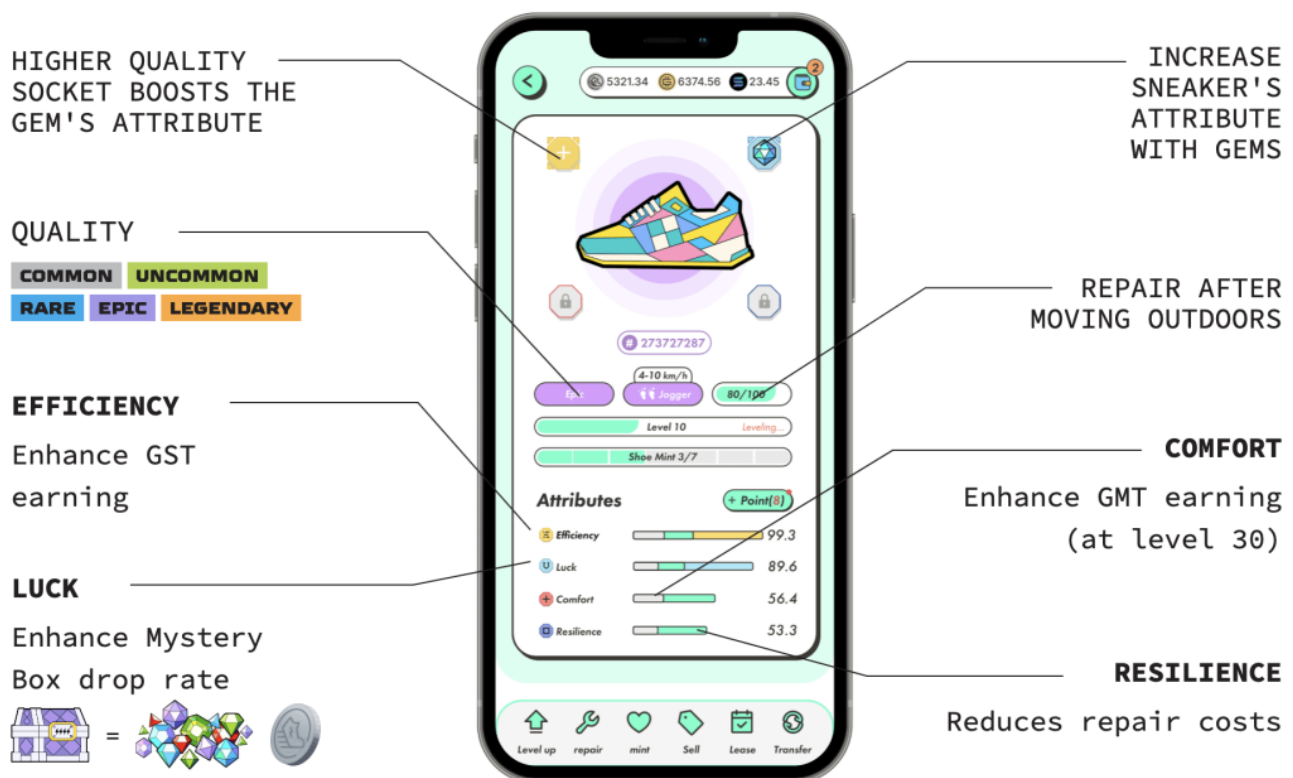 HIGHER QUALITY
SOCKET BOOSTS THE
GEM'S ATTRIBUTE
QUALITY
COMMON UNCOMMON
RARE EPIC LEGENDARY
EFFICIENCY
Enhance GST
earning
LUCK
Enhance Mystery
Box drop rate
=
5321.34 6374.56 23.45 2
# 273727287
4-10 km/h
Epic Jogger 80/100
Level 10 Leveling...
Shoe Mint 3/7
Attributes + Point(8)
Efficiency 99.3
Luck 89.6
Comfort 56.4
Resilience 53.3
Level up repair mint Sell Lease Transfer
INCREASE
SNEAKER'S
ATTRIBUTE
WITH GEMS
REPAIR AFTER
MOVING OUTDOORS
COMFORT
Enhance GMT earning
(at level 30)
RESILIENCE
Reduces repair costs